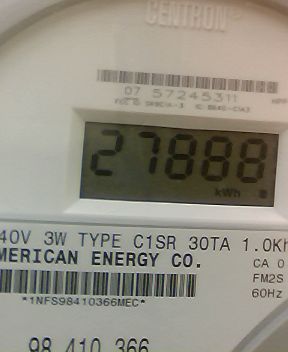 CENTRON®
07 57245311
27888
kWh
40V 3W TYPE C1SR 30TA 1.0Kh
MERICAN ENERGY CO.
CA 0
FM2S
60Hz
*1NFS98410366MEC*
98 410 366